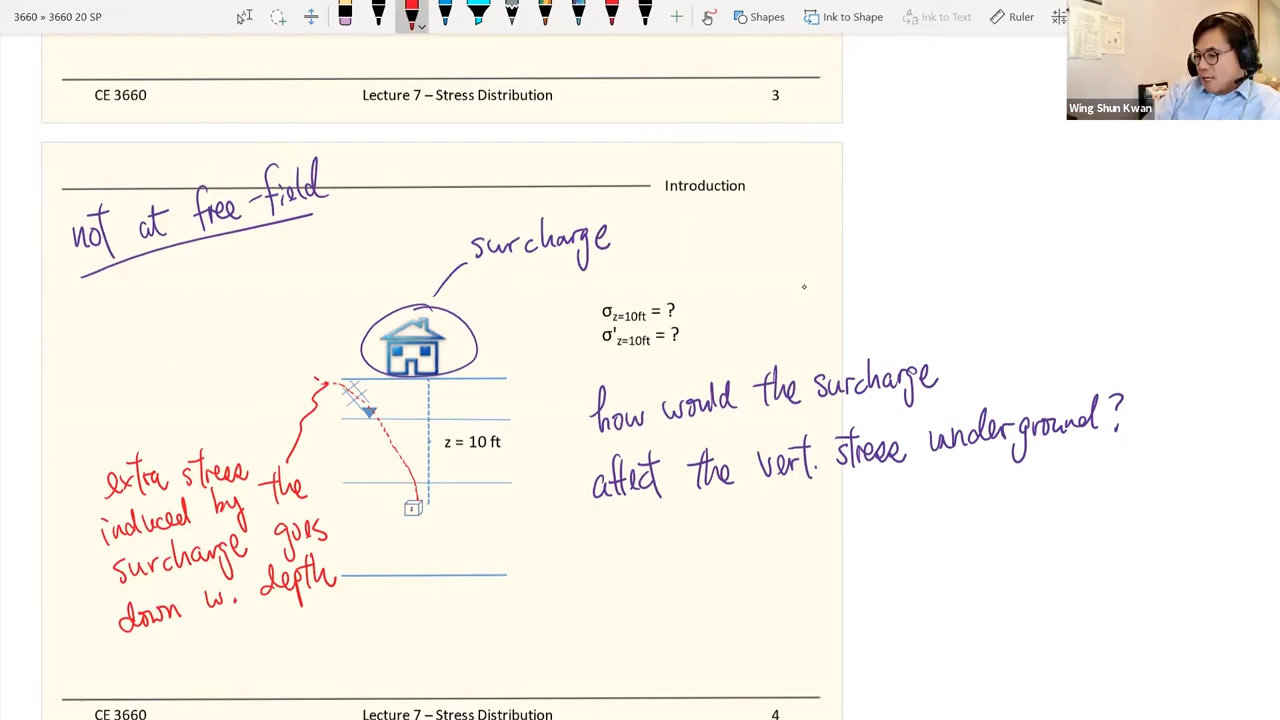 3660 » 3660 20 SP
Shapes
Ink to Shape
Ink to Text
Ruler
Wing Shun Kwan
CE 3660
Lecture 7 – Stress Distribution
3
Introduction
not at free-field
surcharge
σz=10ft = ?
σ'z=10ft = ?
how would the surcharge
affect the vert. stress underground?
z = 10 ft
extra stress
induced by the
surcharge goes
down w. depth
CE 3660
Lecture 7 – Stress Distribution
4